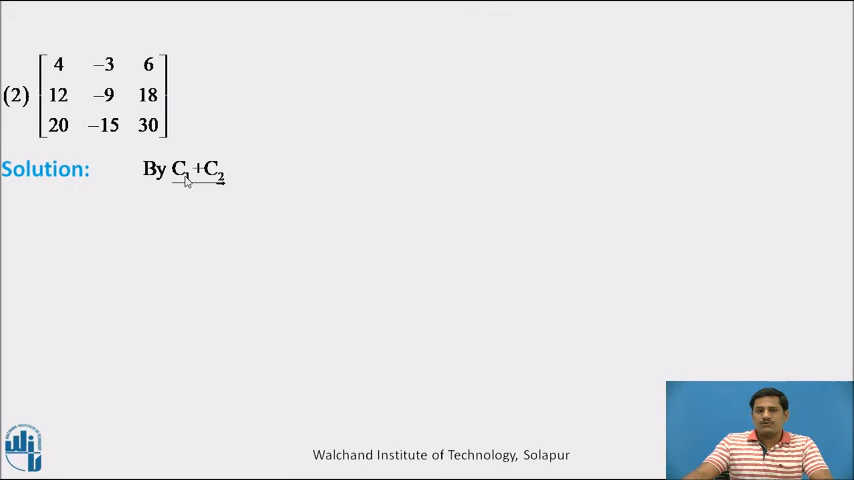 4 –3 6
(2) 12 –9 18
20 –15 30
Solution: By C₁+C₂
Walchand Institute of Technology, Solapur